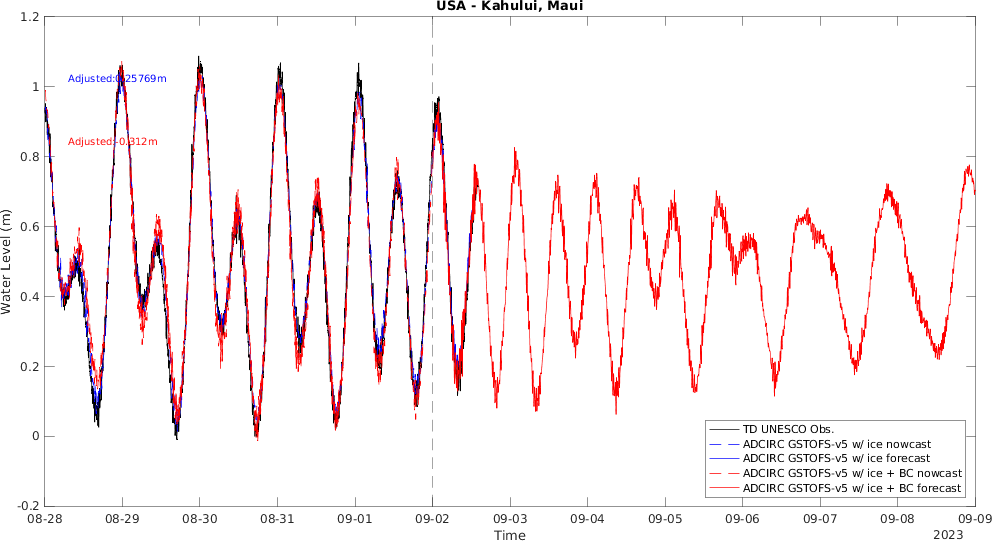 USA - Kahului, Maui
1.2
1
0.8
0.6
0.4
0.2
0
-0.2
Water Level (m)
Adjusted:0.25769m
Adjusted:-0.312m
TD UNESCO Obs.
ADCIRC GSTOFS-v5 w/ ice nowcast
ADCIRC GSTOFS-v5 w/ ice forecast
ADCIRC GSTOFS-v5 w/ ice + BC nowcast
ADCIRC GSTOFS-v5 w/ ice + BC forecast
08-28 08-29 08-30 08-31 09-01 09-02 09-03 09-04 09-05 09-06 09-07 09-08 09-09
Time
2023